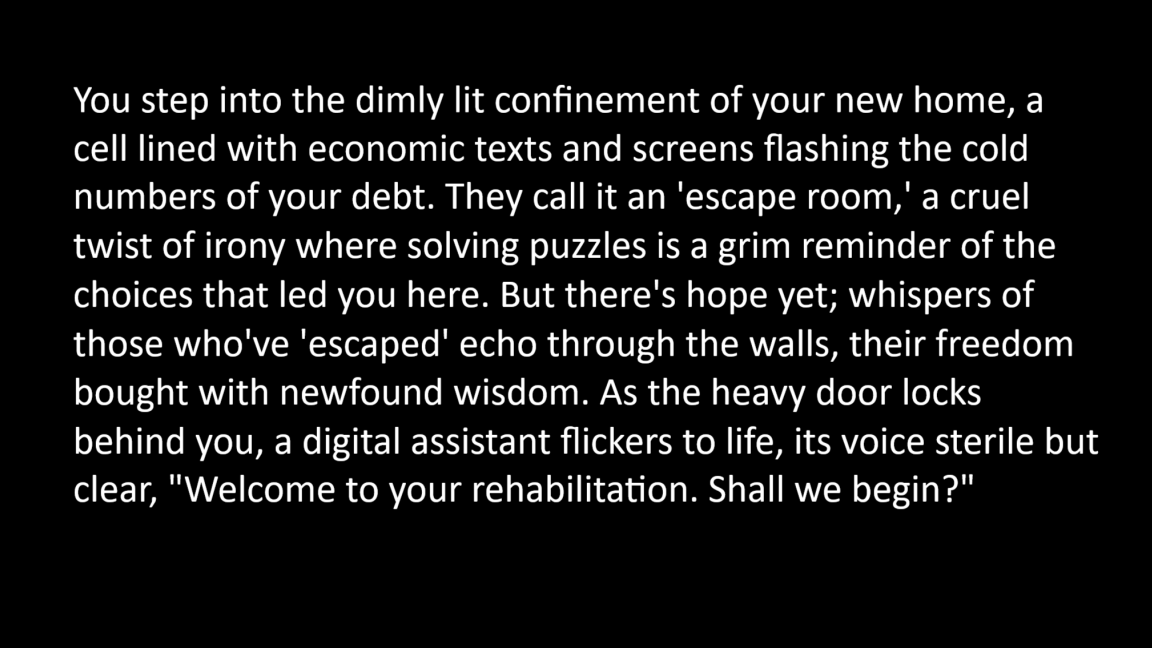 You step into the dimly lit confinement of your new home, a
cell lined with economic texts and screens flashing the cold
numbers of your debt. They call it an 'escape room,' a cruel
twist of irony where solving puzzles is a grim reminder of the
choices that led you here. But there's hope yet; whispers of
those who've 'escaped' echo through the walls, their freedom
bought with newfound wisdom. As the heavy door locks
behind you, a digital assistant flickers to life, its voice sterile but
clear, "Welcome to your rehabilitation. Shall we begin?"